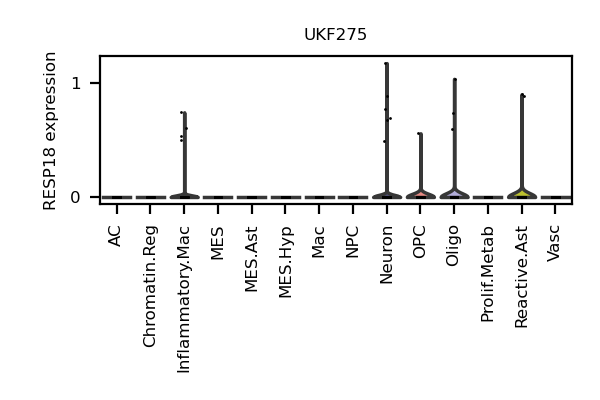 UKF275
RESP18 expression
1
0
AC
Chromatin.Reg
Inflammatory.Mac
MES
MES.Ast
MES.Hyp
Mac
NPC
Neuron
OPC
Oligo
Prolif.Metab
Reactive.Ast
Vasc